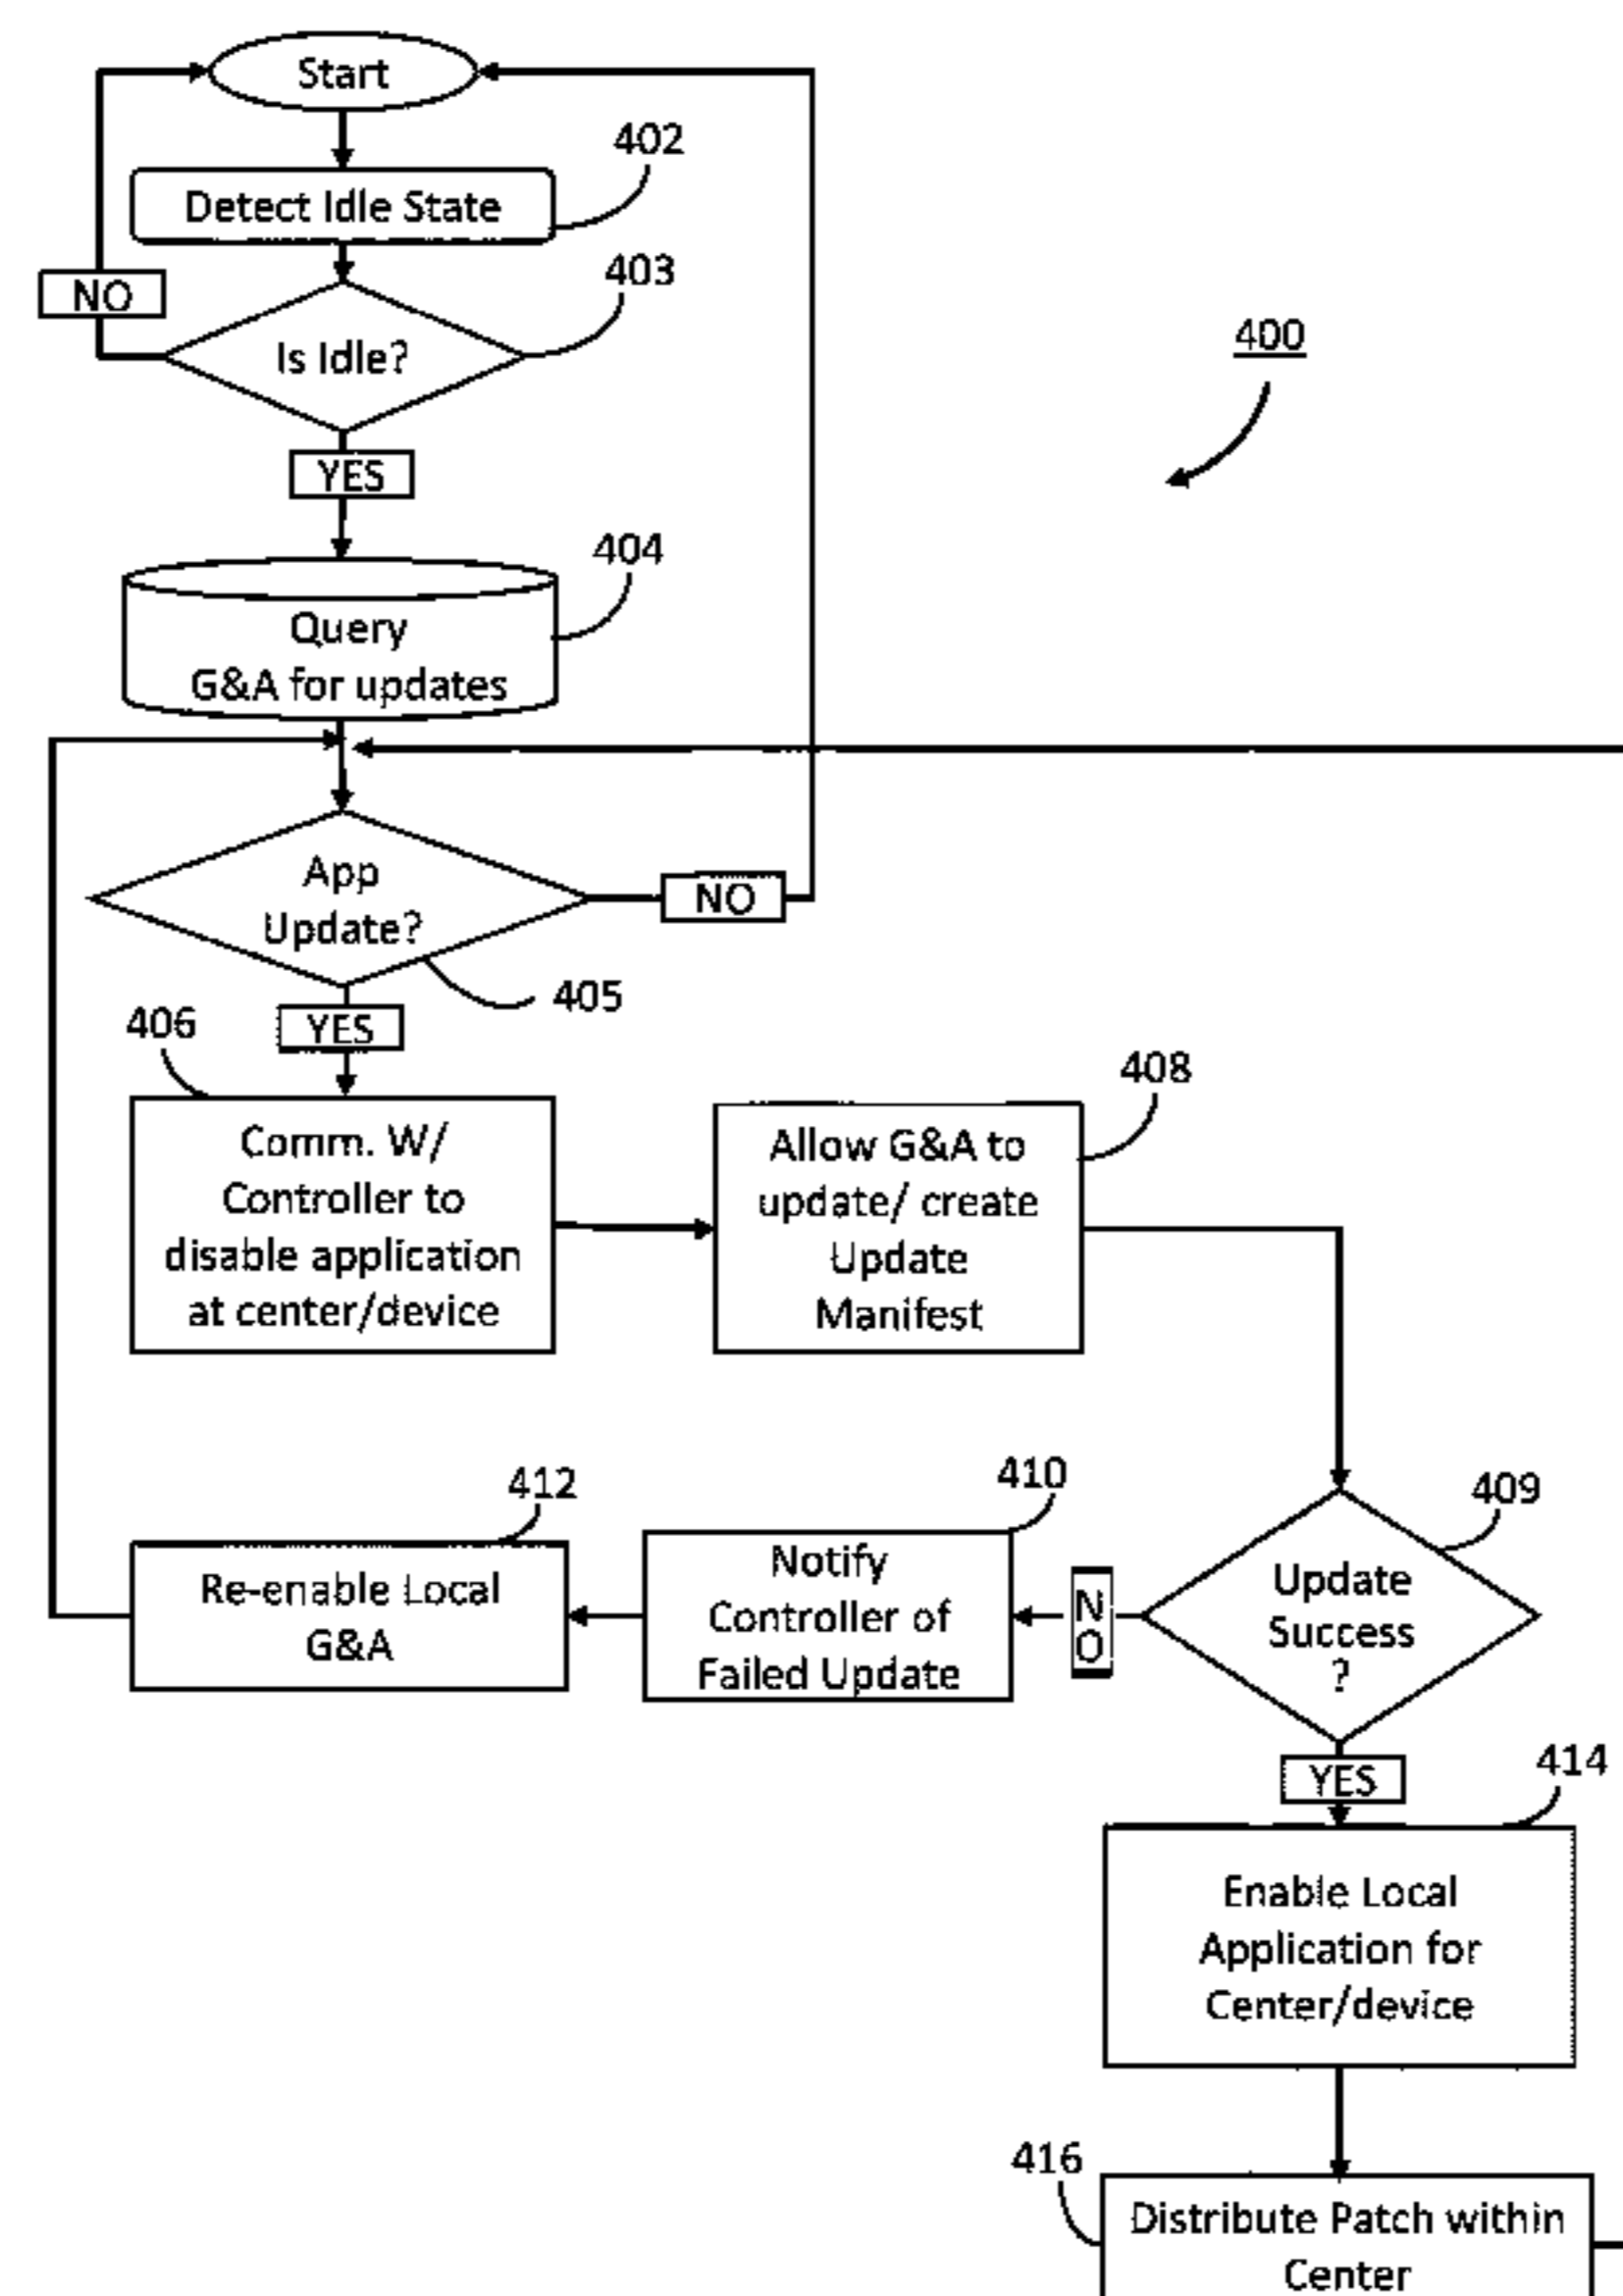 Start
402
Detect Idle State
403
NO
Is Idle?
400
YES
404
Query
G&A for updates
App
Update?
NO
405
YES
406
408
Comm. W/
Controller to
disable application
at center/device
Allow G&A to
update/ create
Update
Manifest
412
410
409
Re-enable Local
G&A
Notify
Controller of
Failed Update
N
O
Update
Success
?
YES
414
Enable Local
Application for
Center/device
416
Distribute Patch within
Center